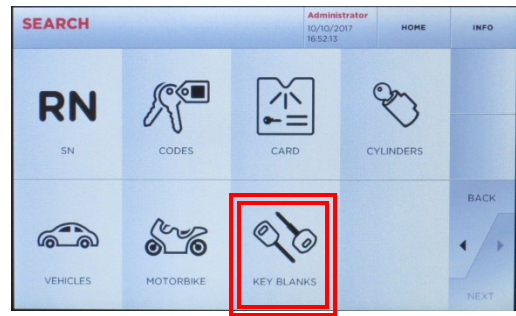 SEARCH
Administrator
10/10/2017
16:52:13
HOME
INFO
RN
SN
CODES
CARD
CYLINDERS
VEHICLES
MOTORBIKE
KEY BLANKS
BACK
NEXT